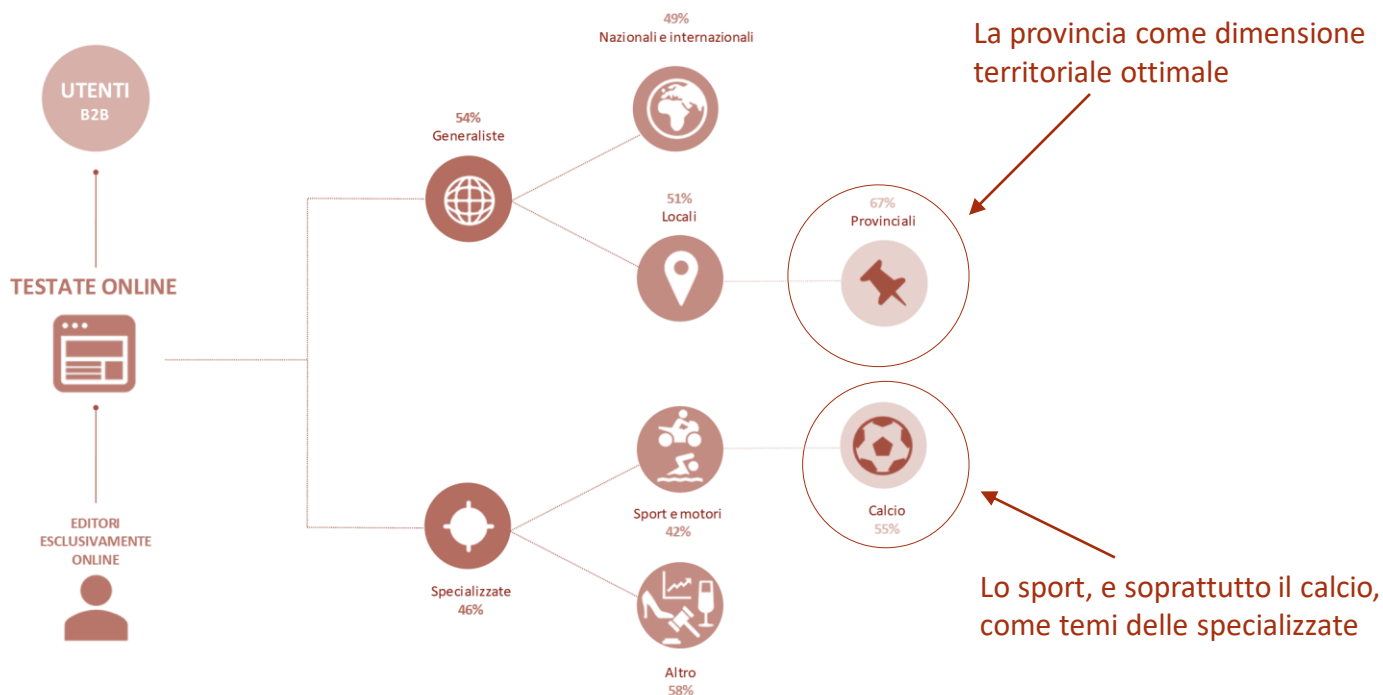 UTENTI
B2B
TESTATE ONLINE
EDITORI
ESCLUSIVAMENTE
ONLINE
54%
Generaliste
49%
Nazionali e internazionali
51%
Locali
67%
Provinciali
La provincia come dimensione
territoriale ottimale
Specializzate
46%
Sport e motori
42%
Calcio
55%
Altro
58%
Lo sport, e soprattutto il calcio,
come temi delle specializzate